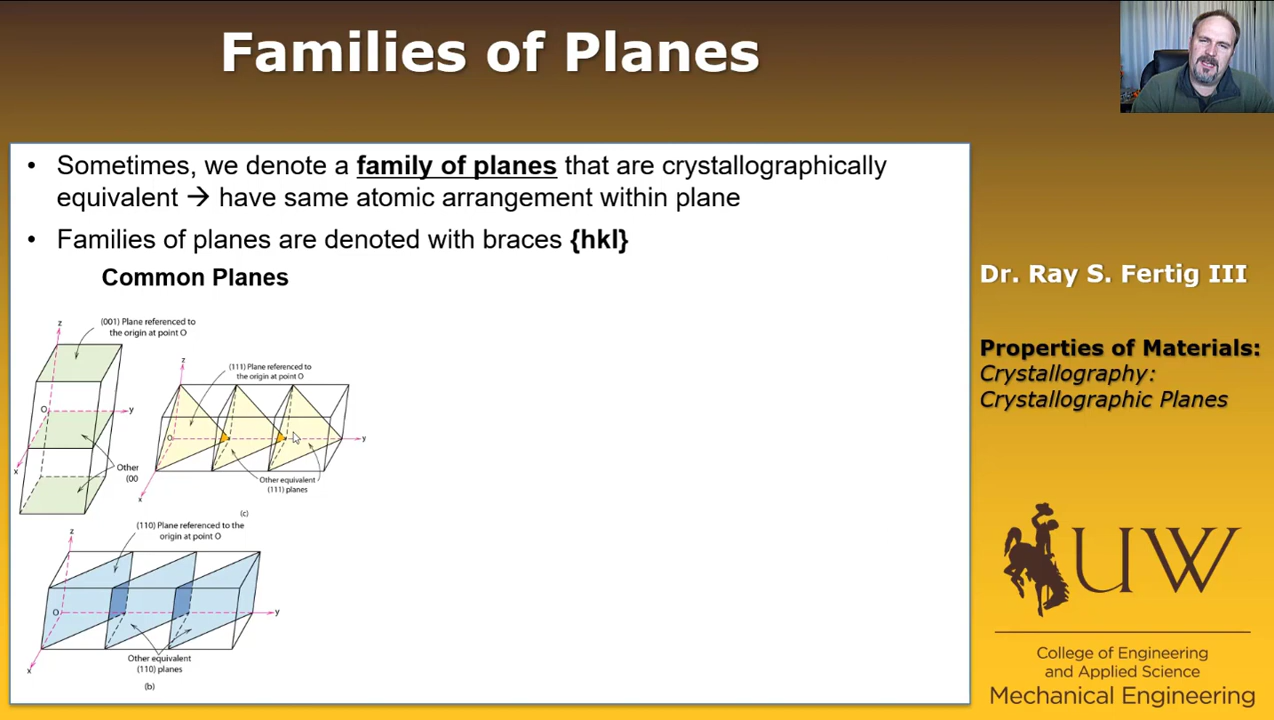 Families of Planes
• Sometimes, we denote a family of planes that are crystallographically
equivalent → have same atomic arrangement within plane
• Families of planes are denoted with braces {hkl}
Common Planes
z
(001) Plane referenced to
the origin at point O
O
y
x
Other
(00
z
(111) Plane referenced to
the origin at point O
O
y
x
Other equivalent
(111) planes
(c)
z
(110) Plane referenced to the
origin at point O
O
y
x
Other equivalent
(110) planes
(b)
Dr. Ray S. Fertig III
Properties of Materials:
Crystallography:
Crystallographic Planes
UW
College of Engineering
and Applied Science
Mechanical Engineering